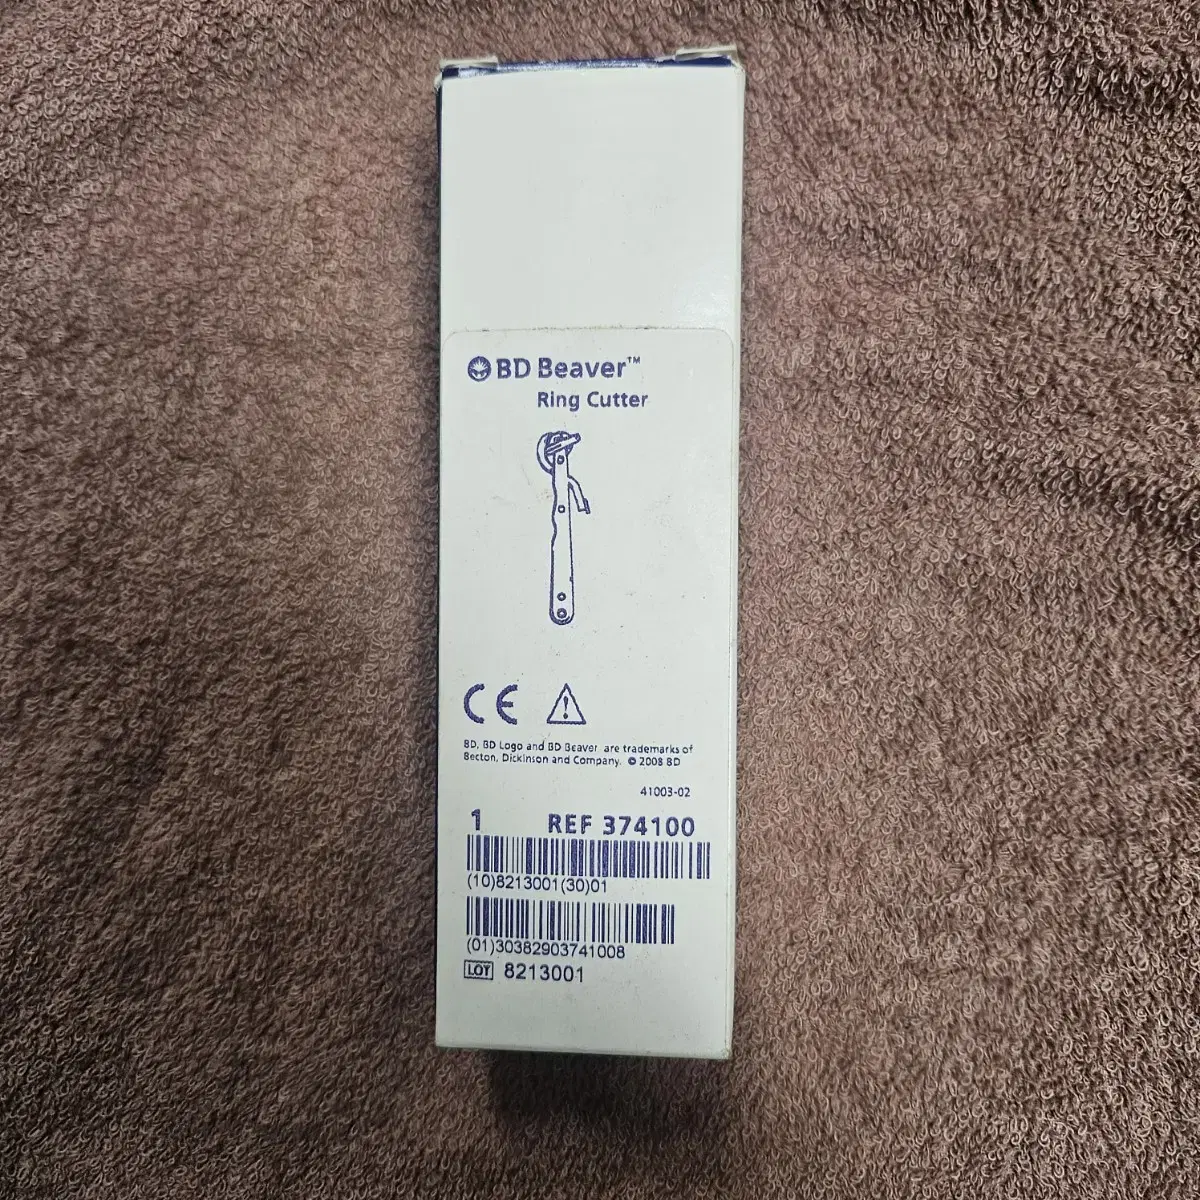 BD Beaver™
Ring Cutter
CE
BD, BD Logo and BD Beaver are trademarks of
Becton, Dickinson and Company. © 2008 BD
41003-02
1 REF 374100
(10)8213001(30)01
(01)30382903741008
LOT 8213001